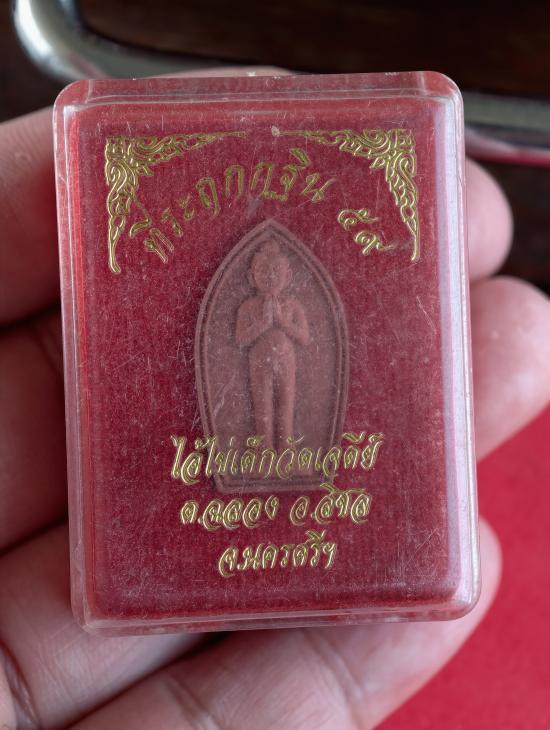 ที่ระฤกกฐิน ๕๙
ไอ้ไข่เด็กวัดเจดีย์
ต.ฉลอง อ.สิชล
จ.นครศรีฯ